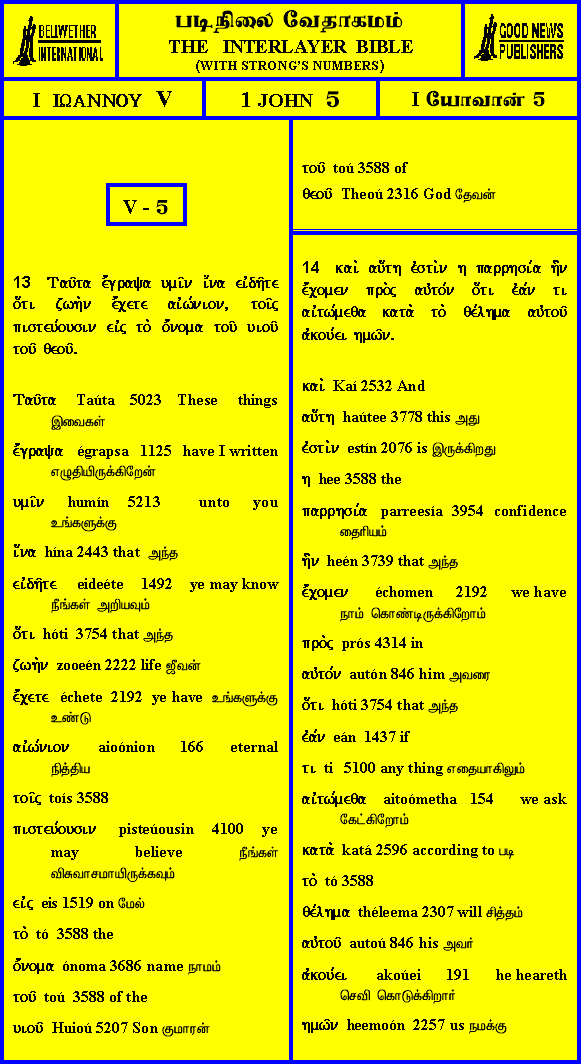 BELLWETHER
INTERNATIONAL
படிநிலை வேதாகமம்
THE INTERLAYER BIBLE
(WITH STRONG'S NUMBERS)
GOOD NEWS
PUBLISHERS
I ΙΩΑΝΝΟΥ V
1 JOHN 5
I யோவான் 5
V - 5
13 Ταῦτα ἔγραψα υμῖν ἵνα εἰδῆτε
ὅτι ζωὴν ἔχετε αἰώνιον, τοῖς
πιστεύουσιν εἰς τὸ ὄνομα τοῦ υιοῦ
τοῦ θεοῦ.
Ταῦτα Taúta 5023 These things
இவைகள்
ἔγραψα égrapsa 1125 have I written
எழுதியிருக்கிறேன்
υμῖν humín 5213 unto you
உங்களுக்கு
ἵνα hína 2443 that அந்த
εἰδῆτε eideéte 1492 ye may know
நீங்கள் அறியவும்
ὅτι hóti 3754 that அந்த
ζωὴν zooeén 2222 life ஜீவன்
ἔχετε échete 2192 ye have உங்களுக்கு
உண்டு
αἰώνιον aioónion 166 eternal
நித்திய
τοῖς toís 3588
πιστεύουσιν pisteúousin 4100 ye
may believe நீங்கள்
விசுவாசமாயிருக்கவும்
εἰς eis 1519 on மேல்
τὸ tó 3588 the
ὄνομα ónoma 3686 name நாமம்
τοῦ toú 3588 of the
υιοῦ Huioú 5207 Son குமாரன்
τοῦ toú 3588 of
θεοῦ Theoú 2316 God தேவன்
14 καὶ αὕτη ἐστὶν η παρρησία ἣν
ἔχομεν πρὸς αὐτόν ὅτι ἐάν τι
αἰτώμεθα κατὰ τὸ θέλημα αὐτοῦ
ἀκούει ημῶν.
καὶ Kaí 2532 And
αὕτη haútee 3778 this அது
ἐστὶν estín 2076 is இருக்கிறது
η hee 3588 the
παρρησία parreesía 3954 confidence
தைரியம்
ἣν heén 3739 that அந்த
ἔχομεν échomen 2192 we have
நாம் கொண்டிருக்கிறோம்
πρὸς prós 4314 in
αὐτόν autón 846 him அவரை
ὅτι hóti 3754 that அந்த
ἐάν eán 1437 if
τι ti 5100 any thing எதையாகிலும்
αἰτώμεθα aitoómetha 154 we ask
கேட்கிறோம்
κατὰ katá 2596 according to படி
τὸ tó 3588
θέλημα théleema 2307 will சித்தம்
αὐτοῦ autoú 846 his அவர்
ἀκούει akoúei 191 he heareth
செவி கொடுக்கிறார்
ημῶν heemoón 2257 us நமக்கு